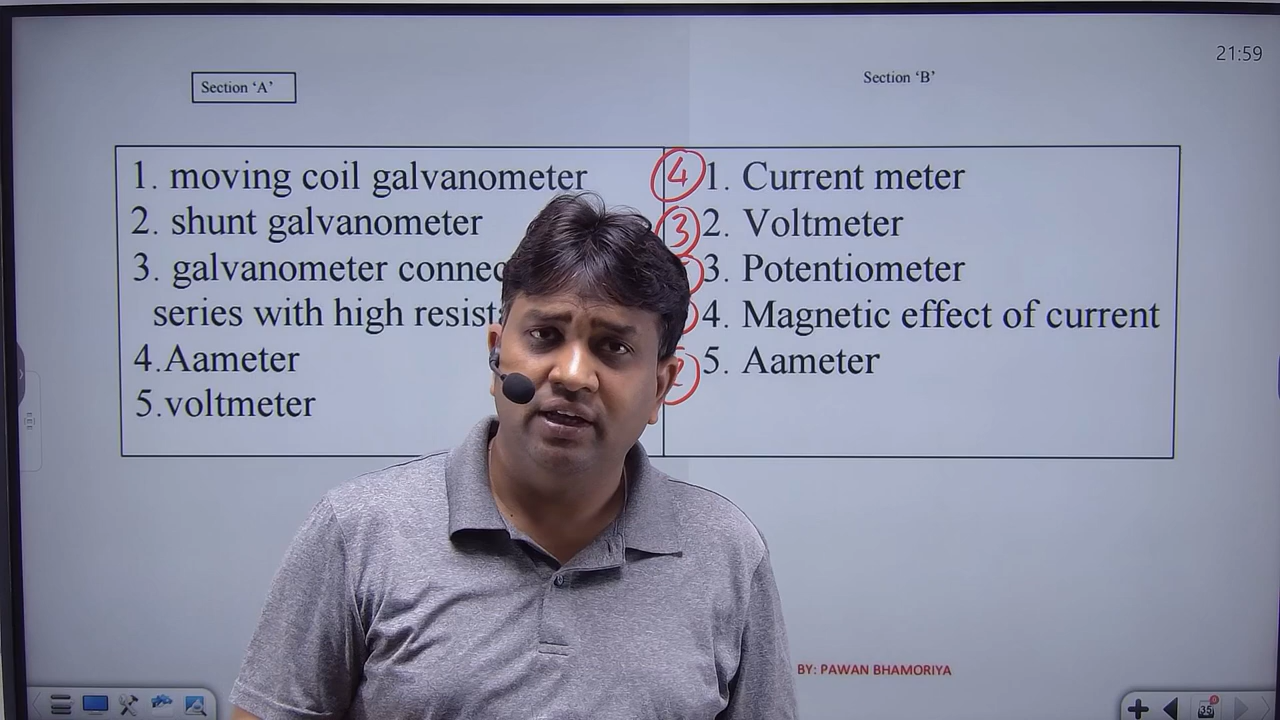 21:59
Section ‘A’
Section ‘B’
1. moving coil galvanometer
2. shunt galvanometer
3. galvanometer
series with high
4.Aameter
5.voltmeter
④ 1. Current meter
③ 2. Voltmeter
3. Potentiometer
4. Magnetic effect of current
5. Aameter
BY: PAWAN BHAMORIYA
35